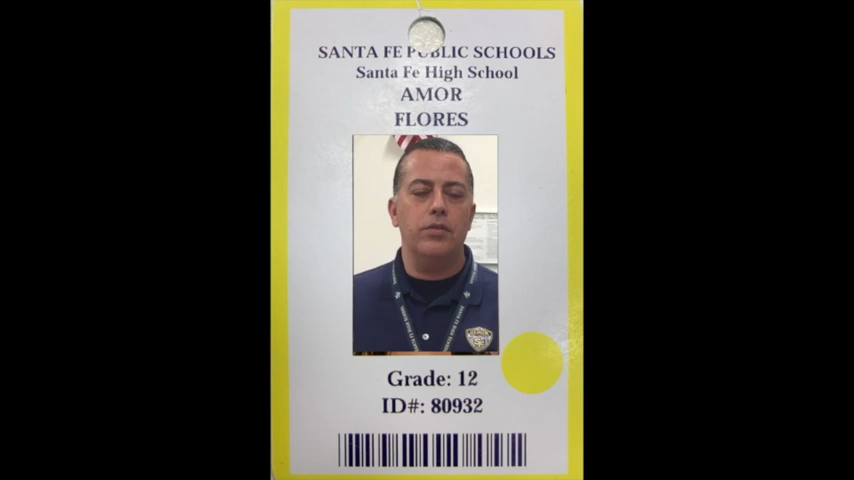 SANTA FE PUBLIC SCHOOLS
Santa Fe High School
AMOR
FLORES
Grade: 12
ID#: 80932